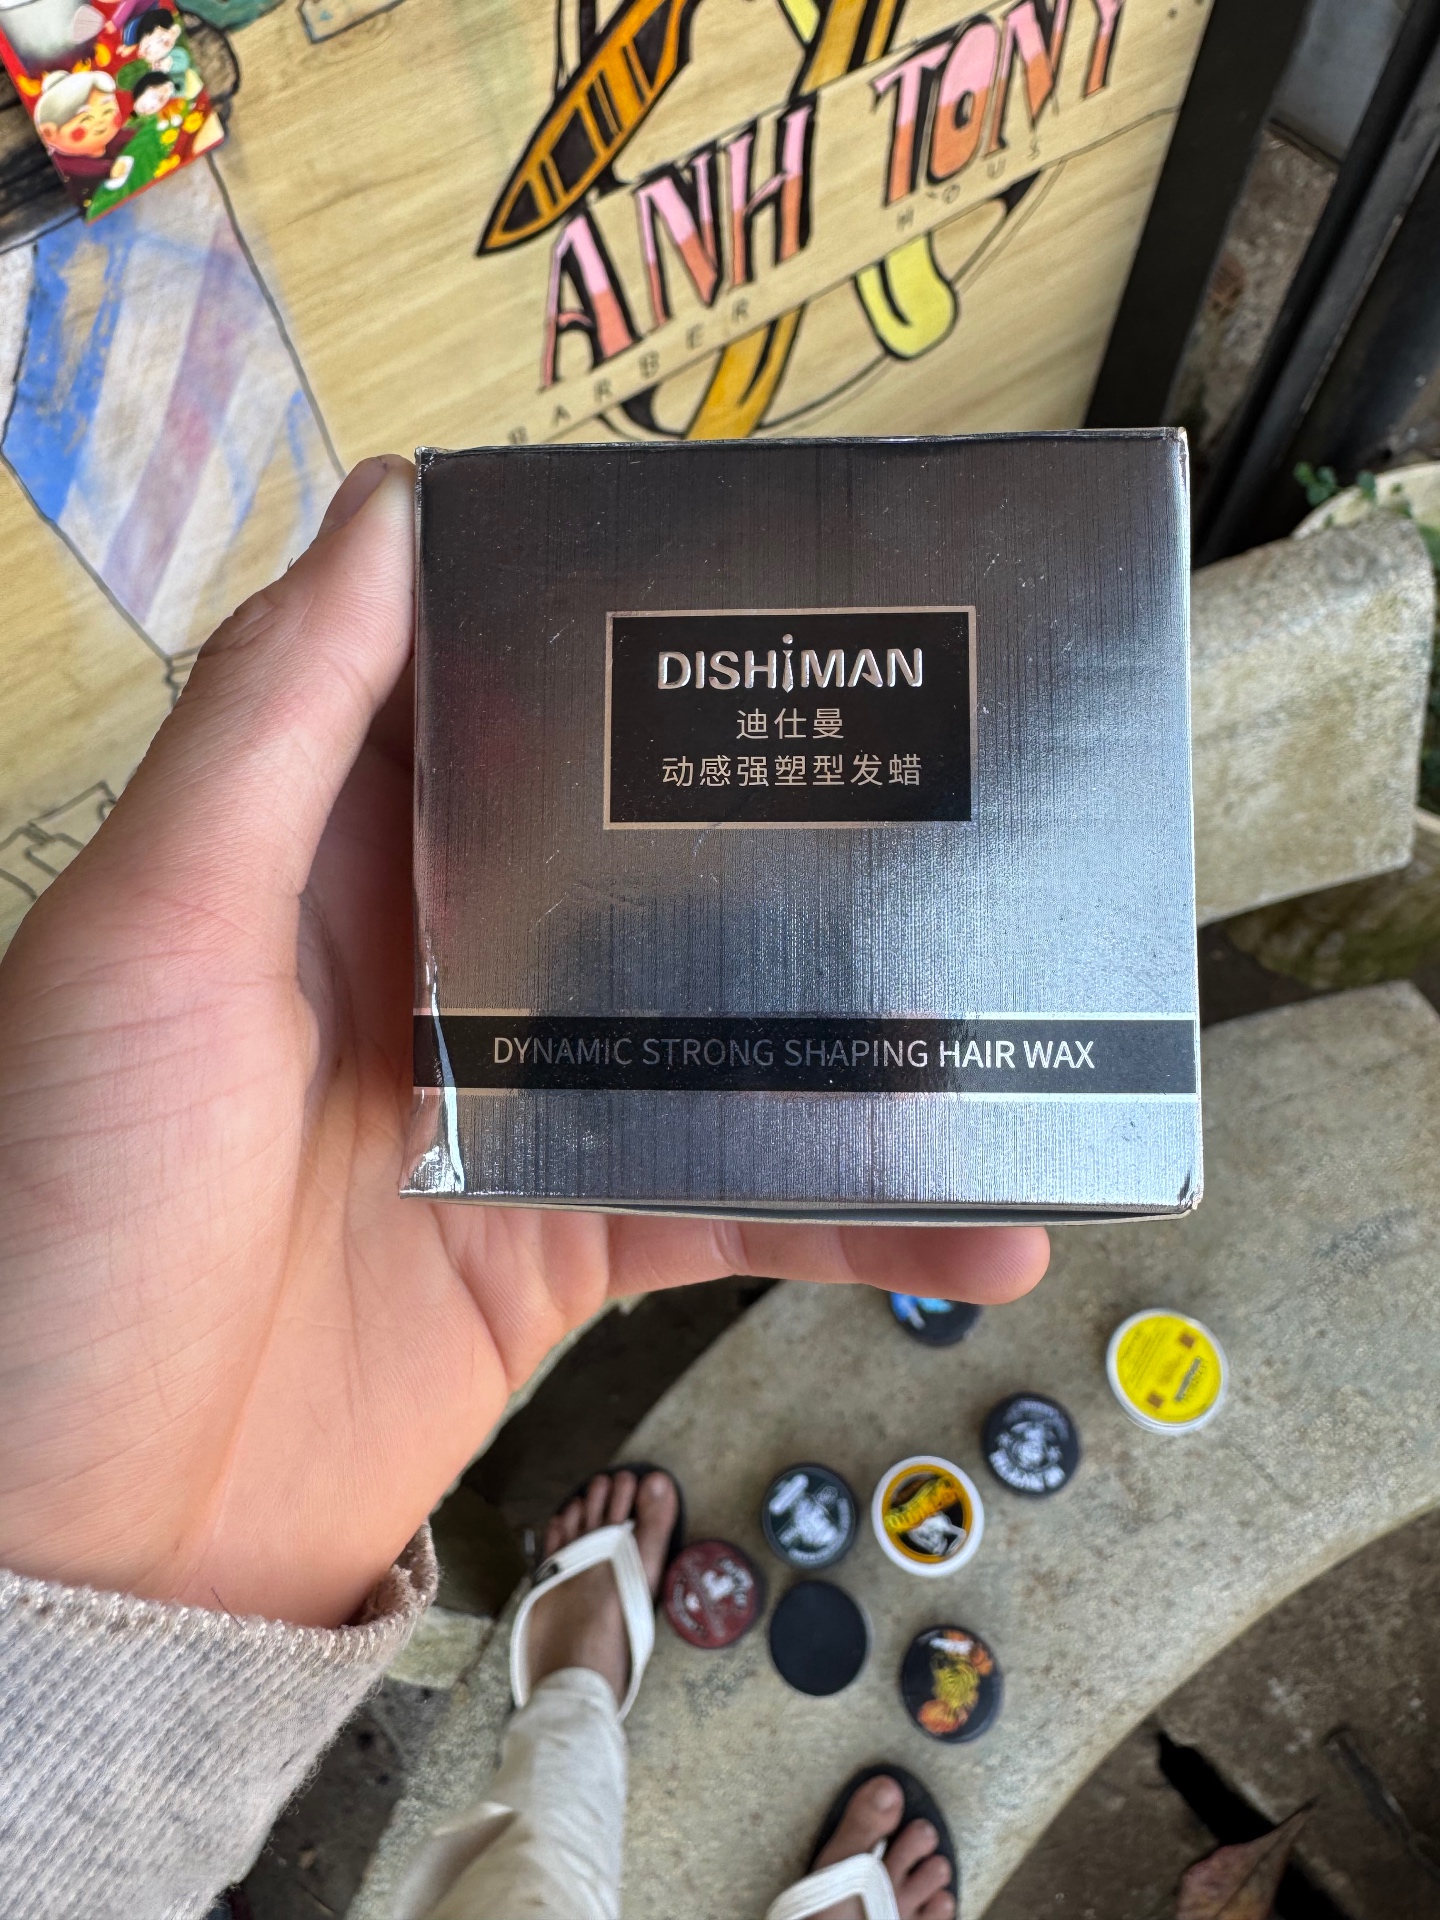 ANH TONY
BARBER HOUS
DISHiMAN
迪仕曼
动感强塑型发蜡
DYNAMIC STRONG SHAPING HAIR WAX